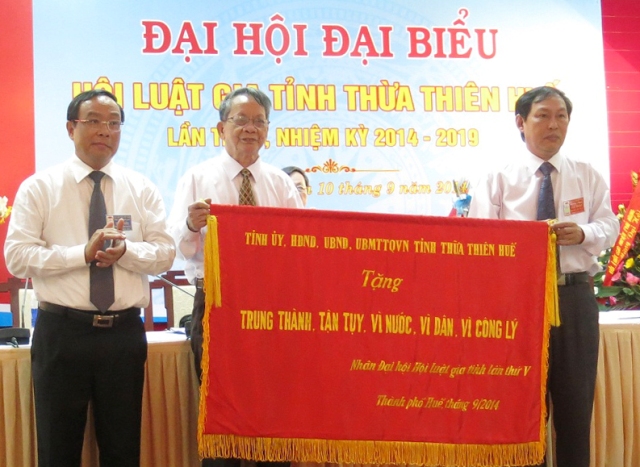 ĐẠI HỘI ĐẠI BIỂU
HỘI LUẬT GIA TỈNH THỪA THIÊN HUẾ
LẦN NHIỆM KỲ 2014 - 2019
10 tháng 9 năm
TỈNH ỦY, HĐND, UBND, UBMTTQVN TỈNH THỪA THIÊN HUẾ
Tặng
TRUNG THÀNH, TẬN TỤY, VÌ NƯỚC, VÌ DÂN, VÌ CÔNG LÝ
Nhân Đại hội Hội luật gia tỉnh lần thứ V
Thành phố Huế tháng 9/2014